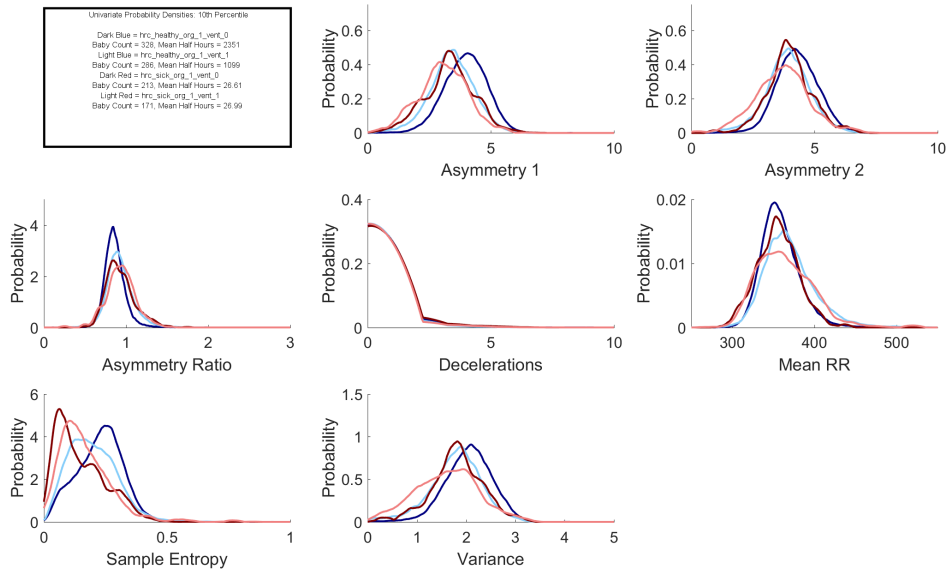 Univariate Probability Densities: 10th Percentile
Dark Blue = hrc_healthy_org_1_vent_0
Baby Count = 328, Mean Half Hours = 2351
Light Blue = hrc_healthy_org_1_vent_1
Baby Count = 286, Mean Half Hours = 1099
Dark Red = hrc_sick_org_1_vent_0
Baby Count = 213, Mean Half Hours = 26.61
Light Red = hrc_sick_org_1_vent_1
Baby Count = 171, Mean Half Hours = 26.99
Probability
0.6
0.4
0.2
0
0 5 10
Asymmetry 1
Probability
0.6
0.4
0.2
0
0 5 10
Asymmetry 2
Probability
4
2
0
0 1 2 3
Asymmetry Ratio
Probability
0.4
0.2
0
0 5 10
Decelerations
Probability
0.02
0.01
0
300 400 500
Mean RR
Probability
6
4
2
0
0 0.5 1
Sample Entropy
Probability
1.5
1
0.5
0
0 1 2 3 4 5
Variance